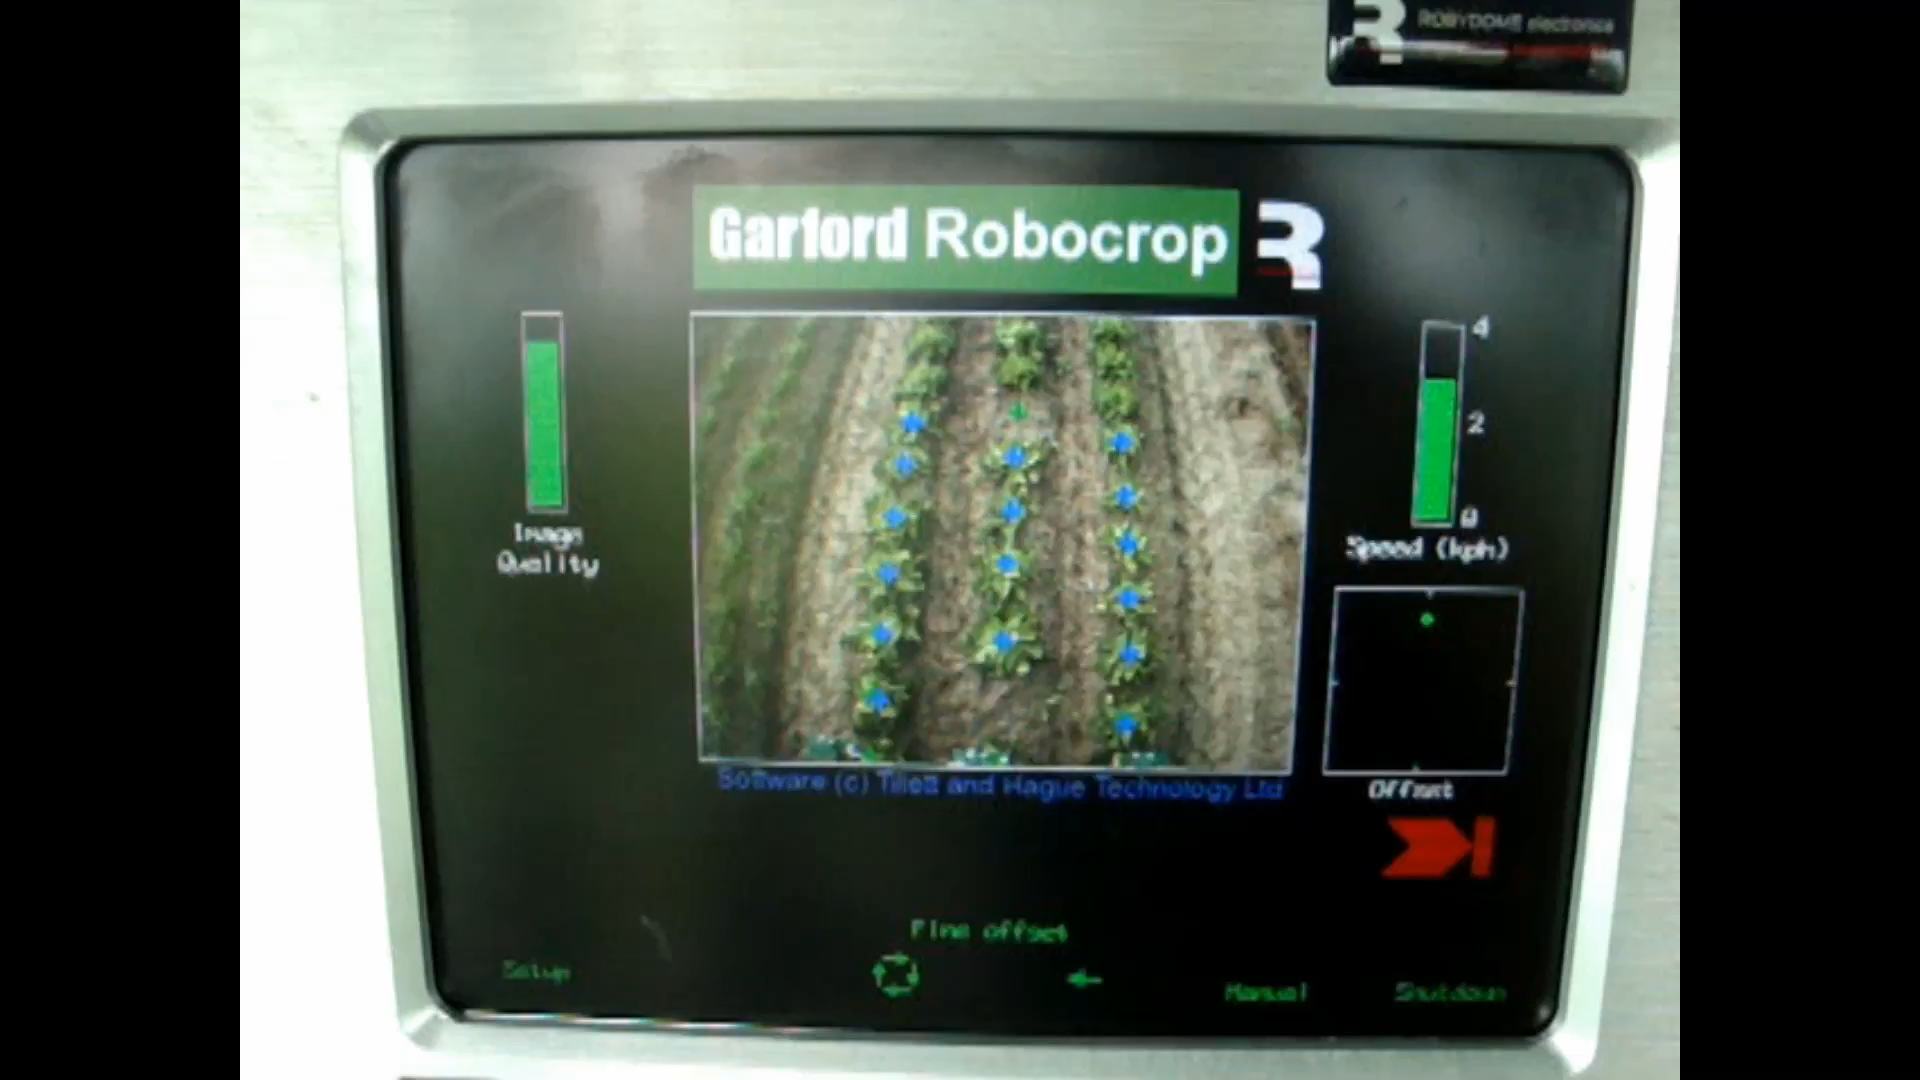 ROBYDOME electronics
Garford Robocrop
R
4
2
0
Image
Quality
Speed (kph)
Software (c) Tillett and Hague Technology Ltd
Offset
Fine offset
Setup
Manual
Shutdown